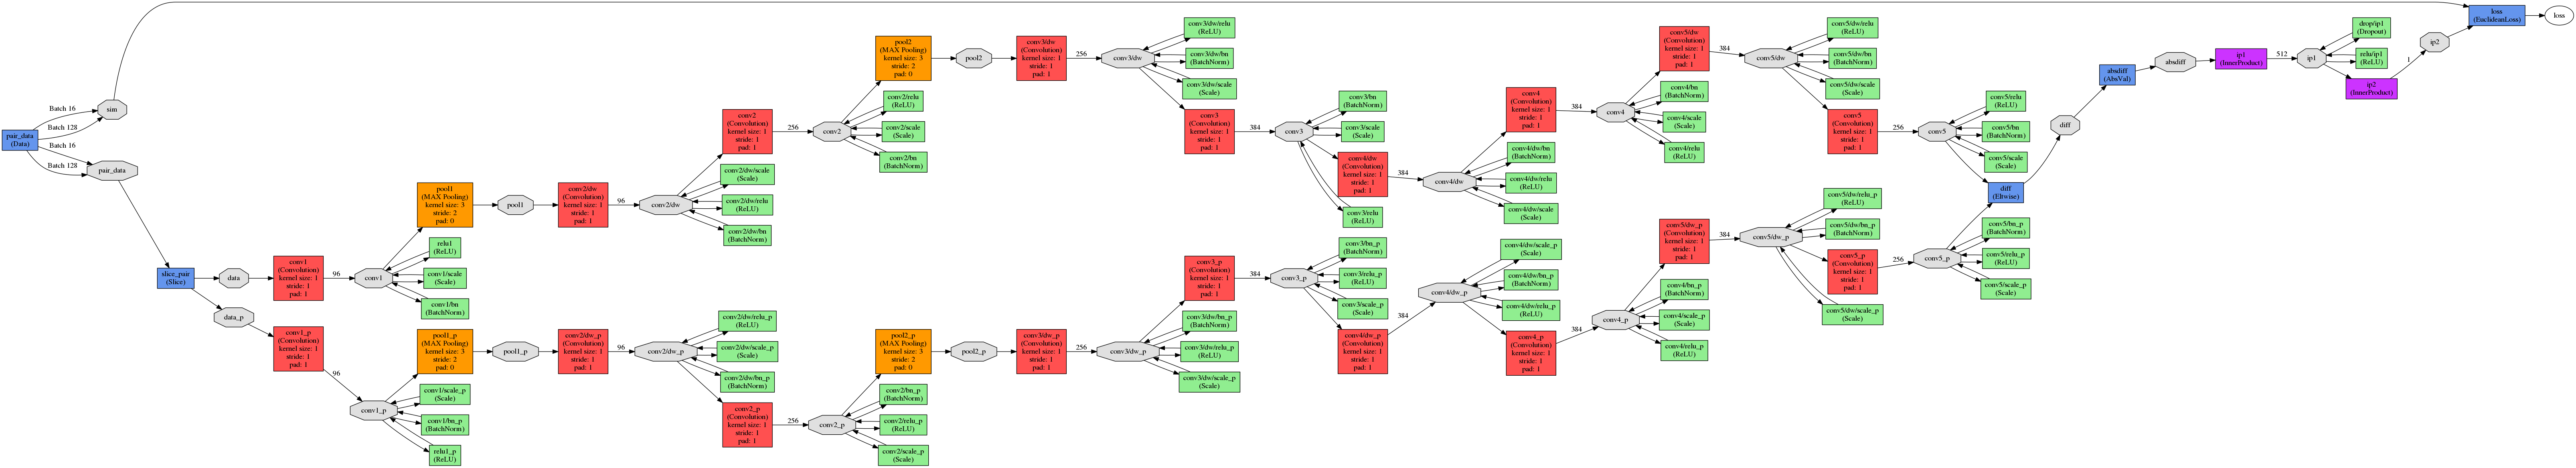 Batch 16
Batch 128
pair_data
(Data)
Batch 16
Batch 128
sim
pair_data
slice_pair
(Slice)
data
data_p
conv1
(Convolution)
kernel size: 1
stride: 1
pad: 1
96
conv1
pool1
(MAX Pooling)
kernel size: 3
stride: 2
pad: 0
relu1
(ReLU)
conv1/scale
(Scale)
conv1/bn
(BatchNorm)
pool1
conv2/dw
(Convolution)
kernel size: 1
stride: 1
pad: 1
96
conv2/dw
conv2
(Convolution)
kernel size: 1
stride: 1
pad: 1
conv2/dw/scale
(Scale)
conv2/dw/relu
(ReLU)
conv2/dw/bn
(BatchNorm)
256
conv2
pool2
(MAX Pooling)
kernel size: 3
stride: 2
pad: 0
conv2/relu
(ReLU)
conv2/scale
(Scale)
conv2/bn
(BatchNorm)
pool2
conv3/dw
(Convolution)
kernel size: 1
stride: 1
pad: 1
256
conv3/dw
conv3/dw/relu
(ReLU)
conv3/dw/bn
(BatchNorm)
conv3/dw/scale
(Scale)
conv3
(Convolution)
kernel size: 1
stride: 1
pad: 1
384
conv3
conv3/bn
(BatchNorm)
conv3/scale
(Scale)
conv4/dw
(Convolution)
kernel size: 1
stride: 1
pad: 1
conv3/relu
(ReLU)
384
conv4/dw
conv4
(Convolution)
kernel size: 1
stride: 1
pad: 1
conv4/dw/bn
(BatchNorm)
conv4/dw/relu
(ReLU)
conv4/dw/scale
(Scale)
384
conv4
conv5/dw
(Convolution)
kernel size: 1
stride: 1
pad: 1
conv4/bn
(BatchNorm)
conv4/scale
(Scale)
conv4/relu
(ReLU)
384
conv5/dw
conv5/dw/relu
(ReLU)
conv5/dw/bn
(BatchNorm)
conv5/dw/scale
(Scale)
conv5
(Convolution)
kernel size: 1
stride: 1
pad: 1
256
conv5
conv5/relu
(ReLU)
conv5/bn
(BatchNorm)
conv5/scale
(Scale)
diff
(Eltwise)
diff
absdiff
(AbsVal)
absdiff
ip1
(InnerProduct)
512
ip1
drop/ip1
(Dropout)
relu/ip1
(ReLU)
ip2
(InnerProduct)
1
ip2
loss
(EuclideanLoss)
loss
conv1_p
(Convolution)
kernel size: 1
stride: 1
pad: 1
96
conv1_p
pool1_p
(MAX Pooling)
kernel size: 3
stride: 2
pad: 0
conv1/scale_p
(Scale)
conv1/bn_p
(BatchNorm)
relu1_p
(ReLU)
pool1_p
conv2/dw_p
(Convolution)
kernel size: 1
stride: 1
pad: 1
96
conv2/dw_p
conv2/dw/relu_p
(ReLU)
conv2/dw/scale_p
(Scale)
conv2/dw/bn_p
(BatchNorm)
conv2_p
(Convolution)
kernel size: 1
stride: 1
pad: 1
256
conv2_p
pool2_p
(MAX Pooling)
kernel size: 3
stride: 2
pad: 0
conv2/bn_p
(BatchNorm)
conv2/relu_p
(ReLU)
conv2/scale_p
(Scale)
pool2_p
conv3/dw_p
(Convolution)
kernel size: 1
stride: 1
pad: 1
256
conv3/dw_p
conv3_p
(Convolution)
kernel size: 1
stride: 1
pad: 1
conv3/dw/bn_p
(BatchNorm)
conv3/dw/relu_p
(ReLU)
conv3/dw/scale_p
(Scale)
384
conv3_p
conv3/bn_p
(BatchNorm)
conv3/relu_p
(ReLU)
conv3/scale_p
(Scale)
conv4/dw_p
(Convolution)
kernel size: 1
stride: 1
pad: 1
384
conv4/dw_p
conv4/dw/scale_p
(Scale)
conv4/dw/bn_p
(BatchNorm)
conv4/dw/relu_p
(ReLU)
conv4_p
(Convolution)
kernel size: 1
stride: 1
pad: 1
384
conv4_p
conv5/dw_p
(Convolution)
kernel size: 1
stride: 1
pad: 1
conv4/bn_p
(BatchNorm)
conv4/scale_p
(Scale)
conv4/relu_p
(ReLU)
384
conv5/dw_p
conv5/dw/relu_p
(ReLU)
conv5/dw/bn_p
(BatchNorm)
conv5_p
(Convolution)
kernel size: 1
stride: 1
pad: 1
conv5/dw/scale_p
(Scale)
256
conv5_p
conv5/bn_p
(BatchNorm)
conv5/relu_p
(ReLU)
conv5/scale_p
(Scale)